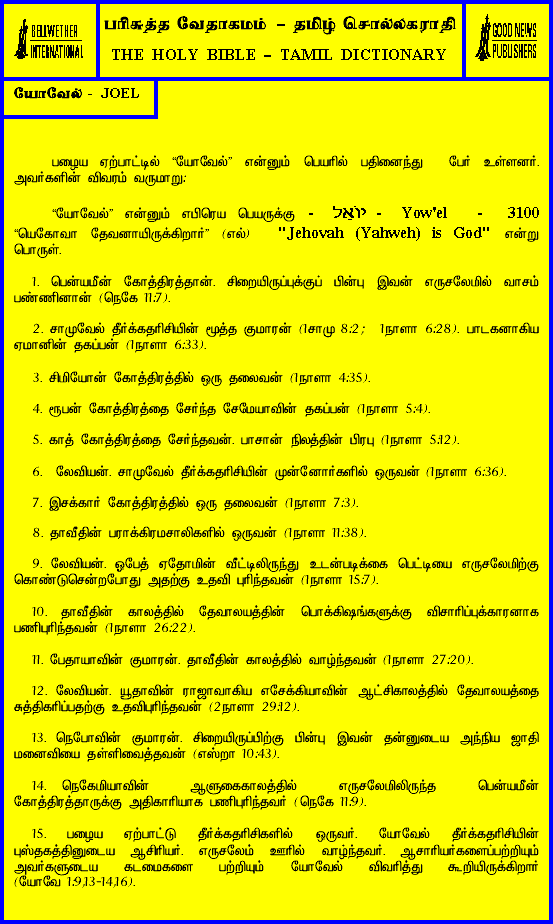 BELLWETHER
INTERNATIONAL
பரிசுத்த வேதாகமம் – தமிழ் சொல்லகராதி
THE HOLY BIBLE – TAMIL DICTIONARY
GOOD NEWS
PUBLISHERS
யோவேல் - JOEL
பழைய ஏற்பாட்டில் “யோவேல்” என்னும் பெயரில் பதினைந்து பேர் உள்ளனர்.
அவர்களின் விவரம் வருமாறு:
“யோவேல்” என்னும் எபிரெய பெயருக்கு - יוֹאֵל - Yow'el - 3100
“யெகோவா தேவனாயிருக்கிறார்” (எல்) "Jehovah (Yahweh) is God" என்று
பொருள்.
1. பென்யமீன் கோத்திரத்தான். சிறையிருப்புக்குப் பின்பு இவன் எருசலேமில் வாசம்
பண்ணினான் (நெகே 11:7).
2. சாமுவேல் தீர்க்கதரிசியின் மூத்த குமாரன் (1சாமு 8:2; 1நாளா 6:28). பாடகனாகிய
ஏமானின் தகப்பன் (1நாளா 6:33).
3. சிமியோன் கோத்திரத்தில் ஒரு தலைவன் (1நாளா 4:35).
4. ரூபன் கோத்திரத்தை சேர்ந்த சேமேயாவின் தகப்பன் (1நாளா 5:4).
5. காத் கோத்திரத்தை சேர்ந்தவன். பாசான் நிலத்தின் பிரபு (1நாளா 5:12).
6. லேவியன். சாமுவேல் தீர்க்கதரிசியின் முன்னோர்களில் ஒருவன் (1நாளா 6:36).
7. இசக்கார் கோத்திரத்தில் ஒரு தலைவன் (1நாளா 7:3).
8. தாவீதின் பராக்கிரமசாலிகளில் ஒருவன் (1நாளா 11:38).
9. லேவியன். ஓபேத் ஏதோமின் வீட்டிலிருந்து உடன்படிக்கை பெட்டியை எருசலேமிற்கு
கொண்டுசென்றபோது அதற்கு உதவி புரிந்தவன் (1நாளா 15:7).
10. தாவீதின் காலத்தில் தேவாலயத்தின் பொக்கிஷங்களுக்கு விசாரிப்புக்காரனாக
பணிபுரிந்தவன் (1நாளா 26:22).
11. பேதாயாவின் குமாரன். தாவீதின் காலத்தில் வாழ்ந்தவன் (1நாளா 27:20).
12. லேவியன். யூதாவின் ராஜாவாகிய எசேக்கியாவின் ஆட்சிகாலத்தில் தேவாலயத்தை
சுத்திகரிப்பதற்கு உதவிபுரிந்தவன் (2நாளா 29:12).
13. நெபோவின் குமாரன். சிறையிருப்பிற்கு பின்பு இவன் தன்னுடைய அந்நிய ஜாதி
மனைவியை தள்ளிவைத்தவன் (எஸ்றா 10:43).
14. நெகேமியாவின் ஆளுகைகாலத்தில் எருசலேமிலிருந்த பென்யமீன்
கோத்திரத்தாருக்கு அதிகாரியாக பணிபுரிந்தவர் (நெகே 11:9).
15. பழைய ஏற்பாட்டு தீர்க்கதரிசிகளில் ஒருவர். யோவேல் தீர்க்கதரிசியின்
புஸ்தகத்தினுடைய ஆசிரியர். எருசலேம் ஊரில் வாழ்ந்தவர். ஆசாரியர்களைப்பற்றியும்
அவர்களுடைய கடமைகளை பற்றியும் யோவேல் விவரித்து கூறியிருக்கிறார்
(யோவே 1:9,13-14,16).